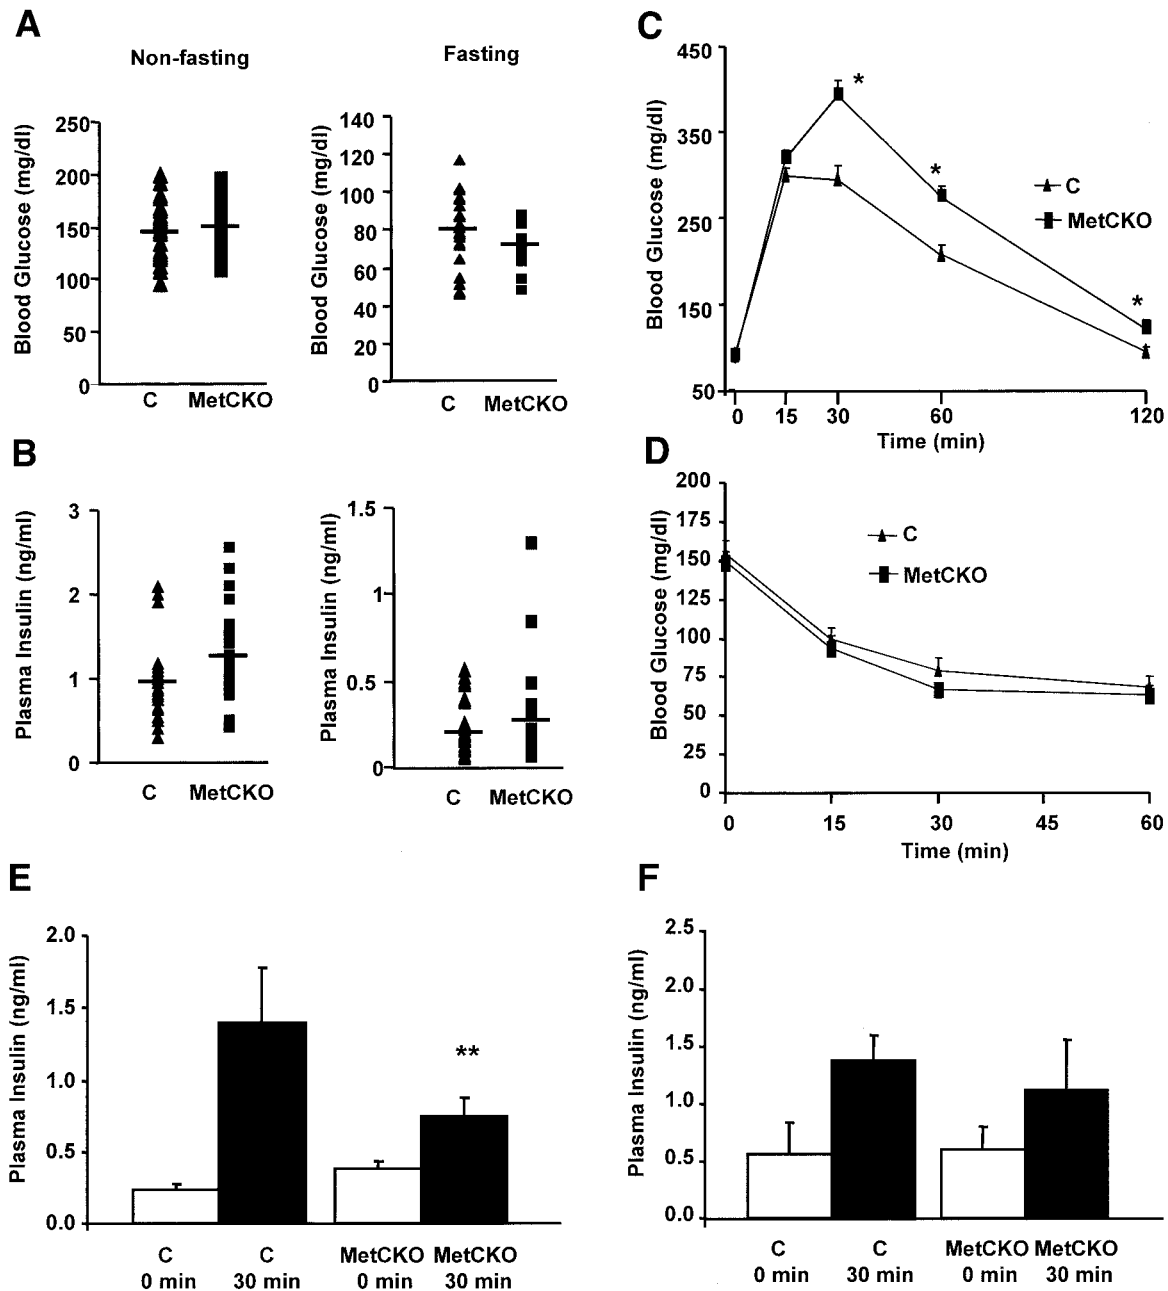 A
Non-fasting
Fasting
Blood Glucose (mg/dl)
250
200
150
100
50
0
C MetCKO
Blood Glucose (mg/dl)
140
120
100
80
60
40
20
0
C MetCKO
B
Plasma Insulin (ng/ml)
3
2
1
0
C MetCKO
Plasma Insulin (ng/ml)
1.5
1
0.5
0
C MetCKO
C
Blood Glucose (mg/dl)
450
350
250
150
50
*
*
*
C
MetCKO
0 15 30 60 120
Time (min)
D
Blood Glucose (mg/dl)
200
175
150
125
100
75
50
25
0
C
MetCKO
0 15 30 45 60
Time (min)
E
Plasma Insulin (ng/ml)
2.0
1.5
1.0
0.5
0.0
**
C C MetCKO MetCKO
0 min 30 min 0 min 30 min
F
Plasma Insulin (ng/ml)
2.5
2.0
1.5
1.0
0.5
0.0
C C MetCKO MetCKO
0 min 30 min 0 min 30 min